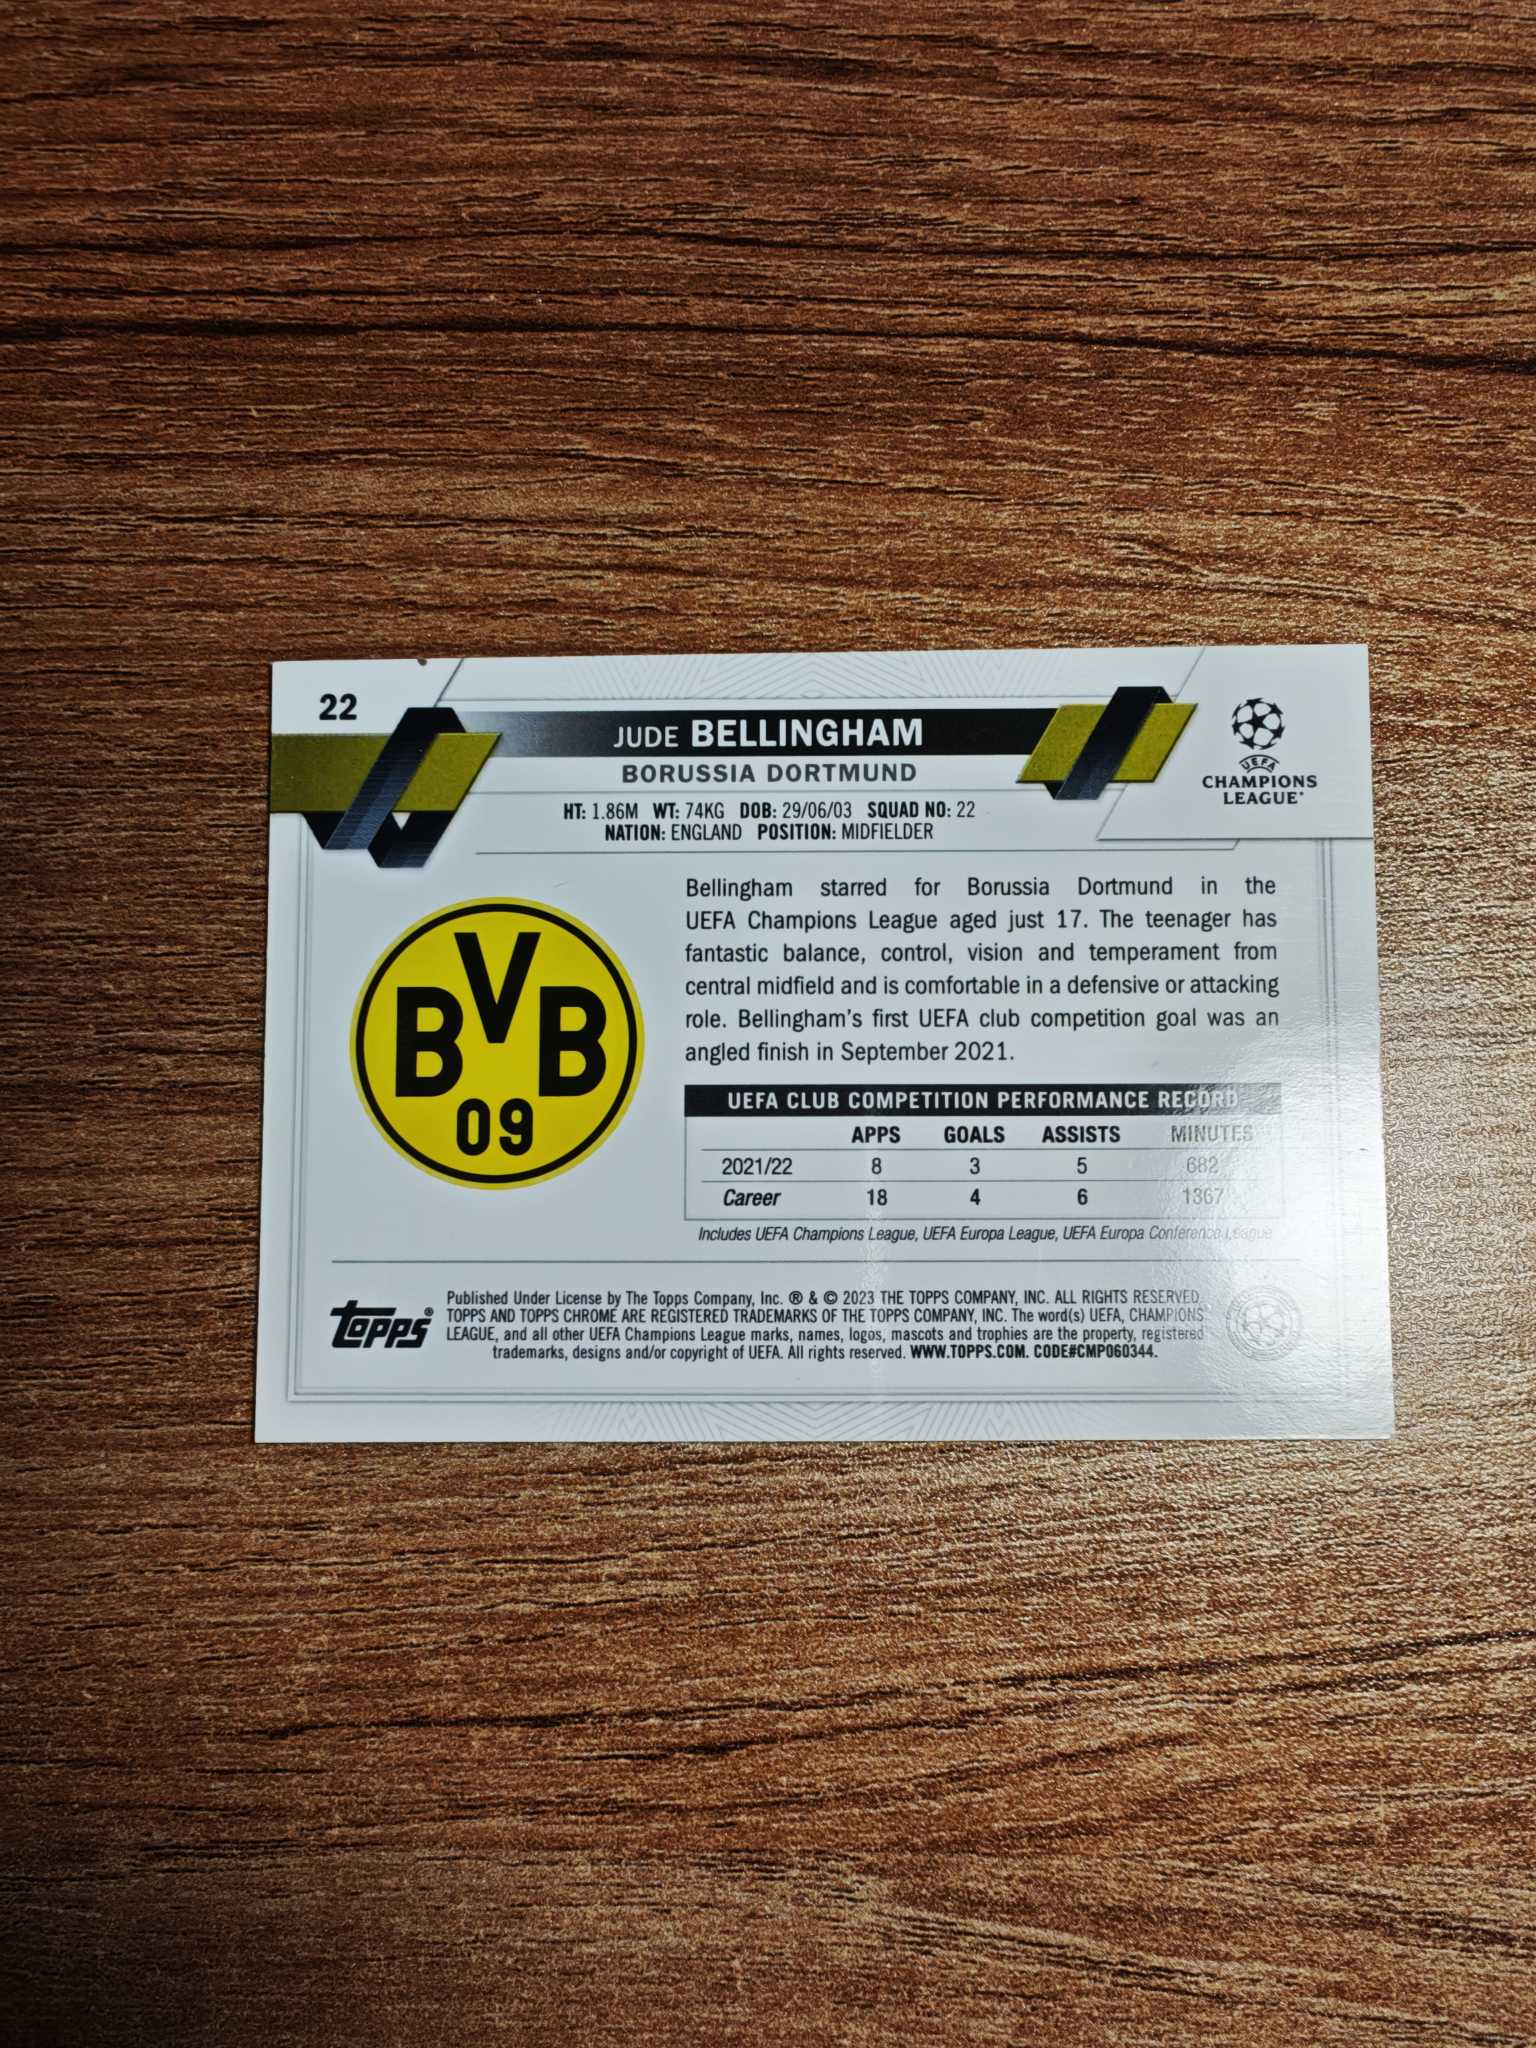 22
JUDE BELLINGHAM
BORUSSIA DORTMUND
HT: 1.86M WT: 74KG DOB: 29/06/03 SQUAD NO: 22
NATION: ENGLAND POSITION: MIDFIELDER
UEFA
CHAMPIONS
LEAGUE
BVB
09
Bellingham starred for Borussia Dortmund in the
UEFA Champions League aged just 17. The teenager has
fantastic balance, control, vision and temperament from
central midfield and is comfortable in a defensive or attacking
role. Bellingham's first UEFA club competition goal was an
angled finish in September 2021.
UEFA CLUB COMPETITION PERFORMANCE RECORD
APPS GOALS ASSISTS MINUTES
2021/22 8 3 5 682
Career 18 4 6 1367
Includes UEFA Champions League, UEFA Europa League, UEFA Europa Conference League
Topps®
Published Under License by The Topps Company, Inc. ® & © 2023 THE TOPPS COMPANY, INC. ALL RIGHTS RESERVED.
TOPPS AND TOPPS CHROME ARE REGISTERED TRADEMARKS OF THE TOPPS COMPANY, INC. The word(s) UEFA, CHAMPIONS
LEAGUE, and all other UEFA Champions League marks, names, logos, mascots and trophies are the property, registered
trademarks, designs and/or copyright of UEFA. All rights reserved. WWW.TOPPS.COM. CODE#CMP060344.